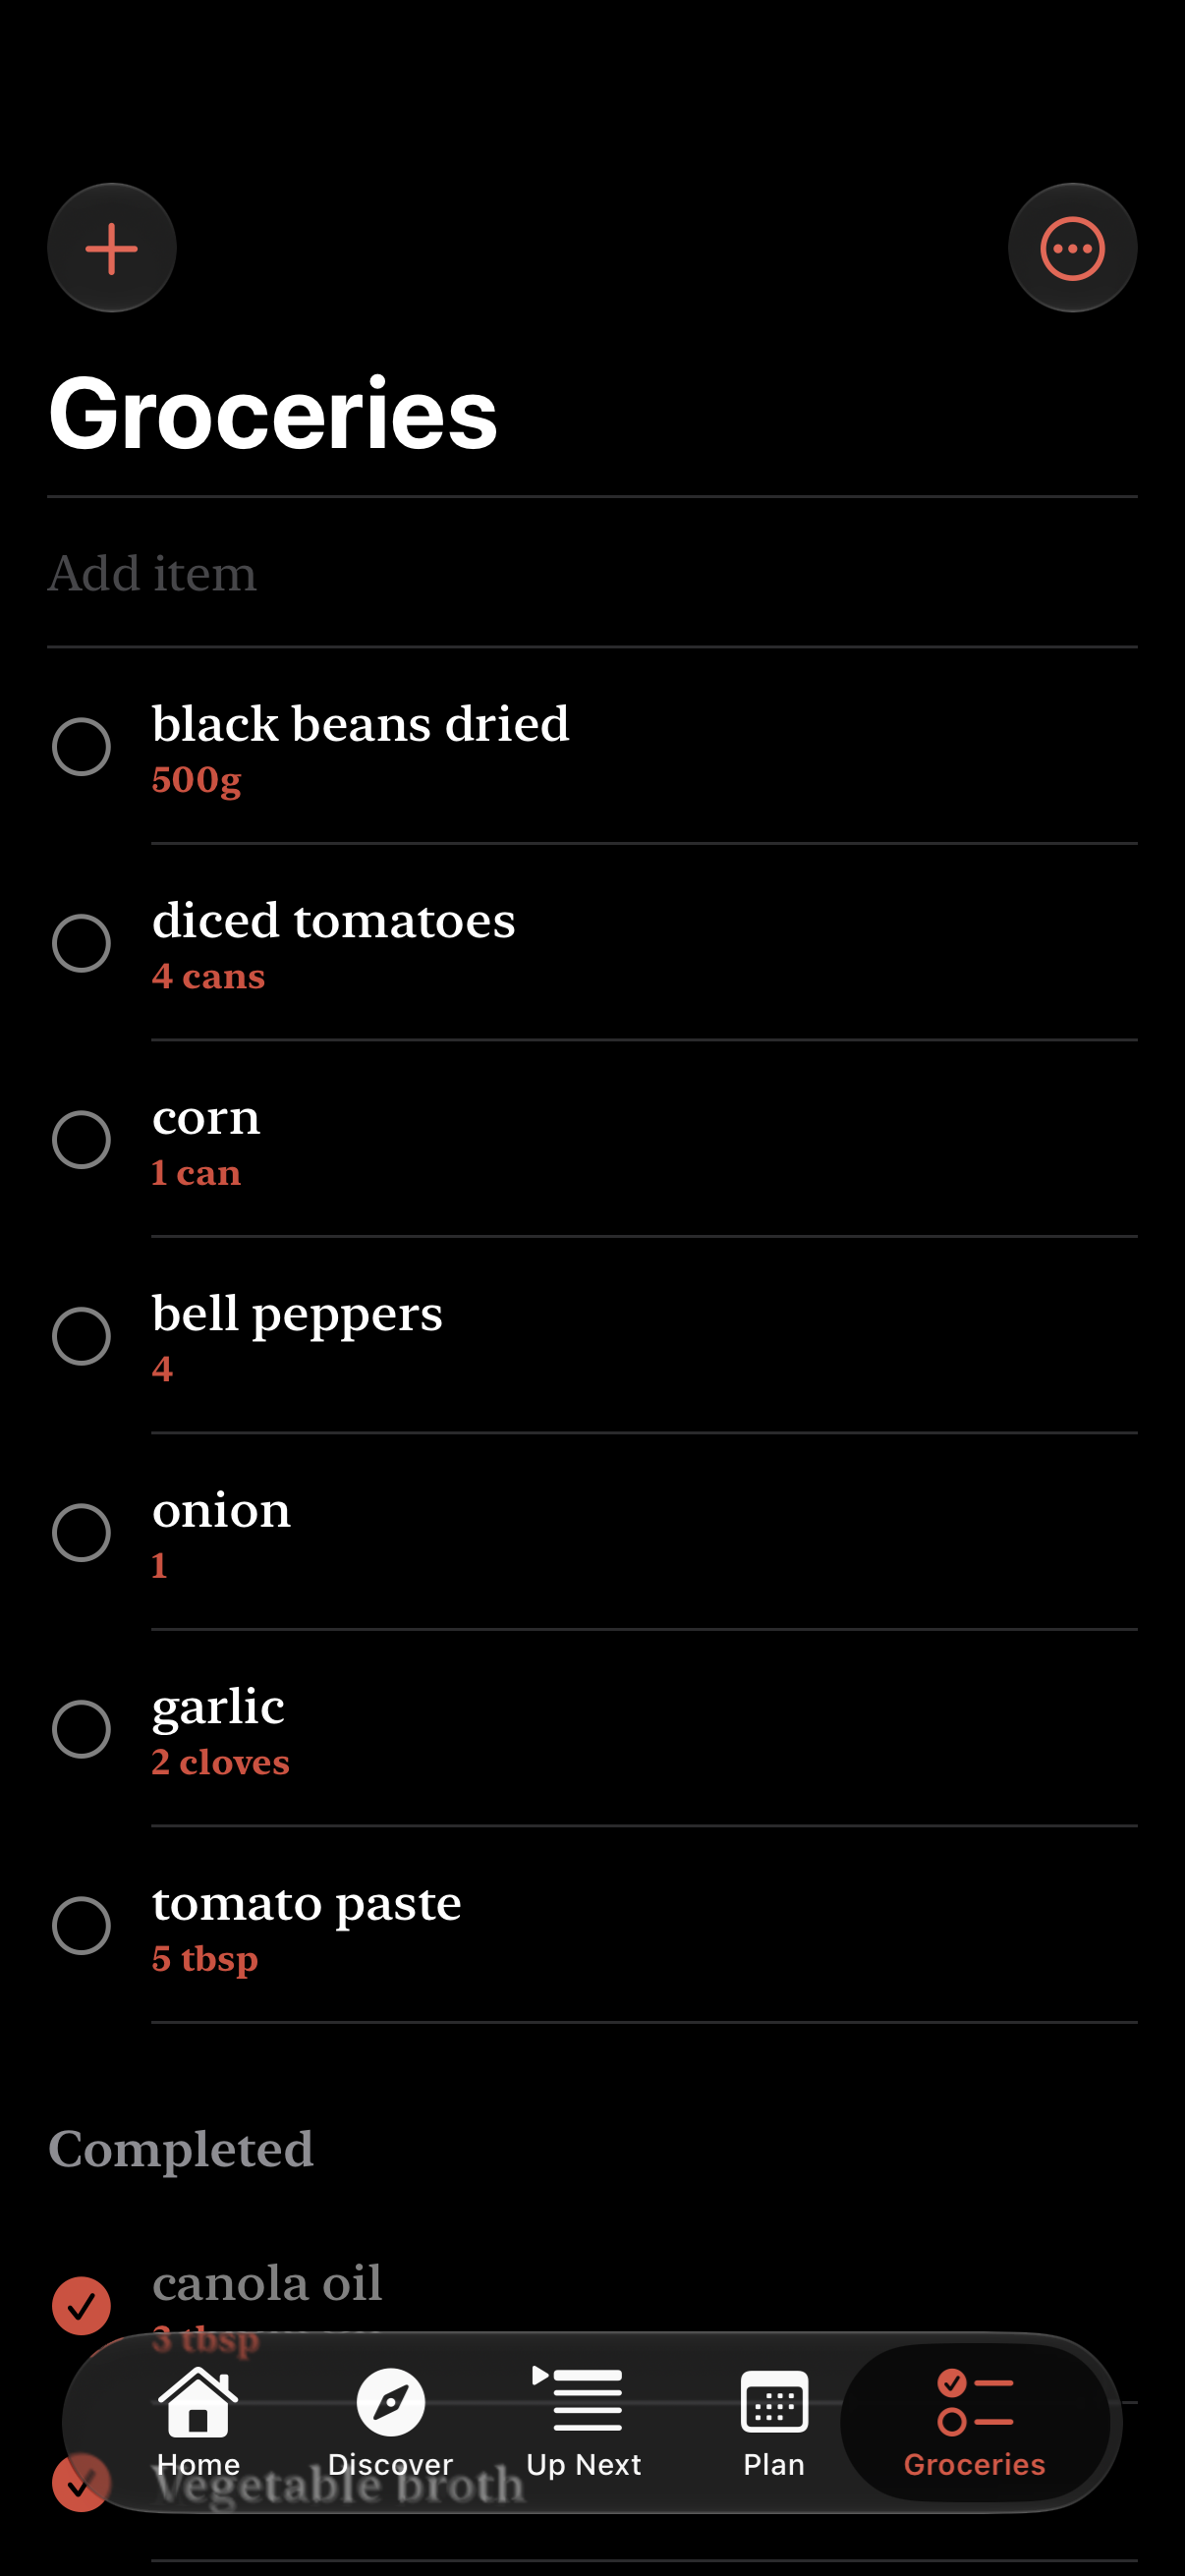 Groceries
Add item
black beans dried
500g
diced tomatoes
4 cans
corn
1 can
bell peppers
4
onion
1
garlic
2 cloves
tomato paste
5 tbsp
Completed
canola oil
3 tbsp
Vegetable broth
Home
Discover
Up Next
Plan
Groceries